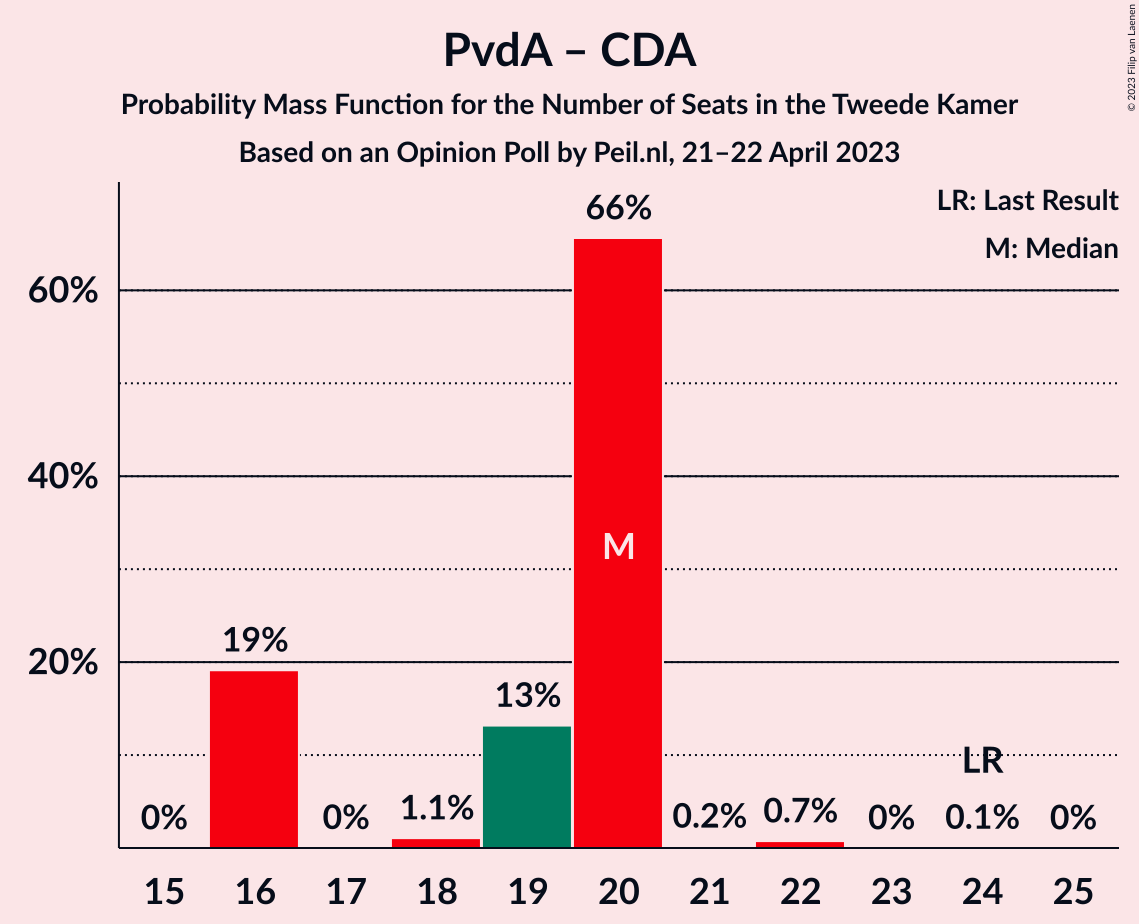 PvdA – CDA
Probability Mass Function for the Number of Seats in the Tweede Kamer
Based on an Opinion Poll by Peil.nl, 21–22 April 2023
© 2023 Filip van Laenen
LR: Last Result
M: Median
60%
40%
20%
0%
19%
0%
1.1%
13%
66%
M
0.2%
0.7%
0%
LR
0.1%
0%
15 16 17 18 19 20 21 22 23 24 25